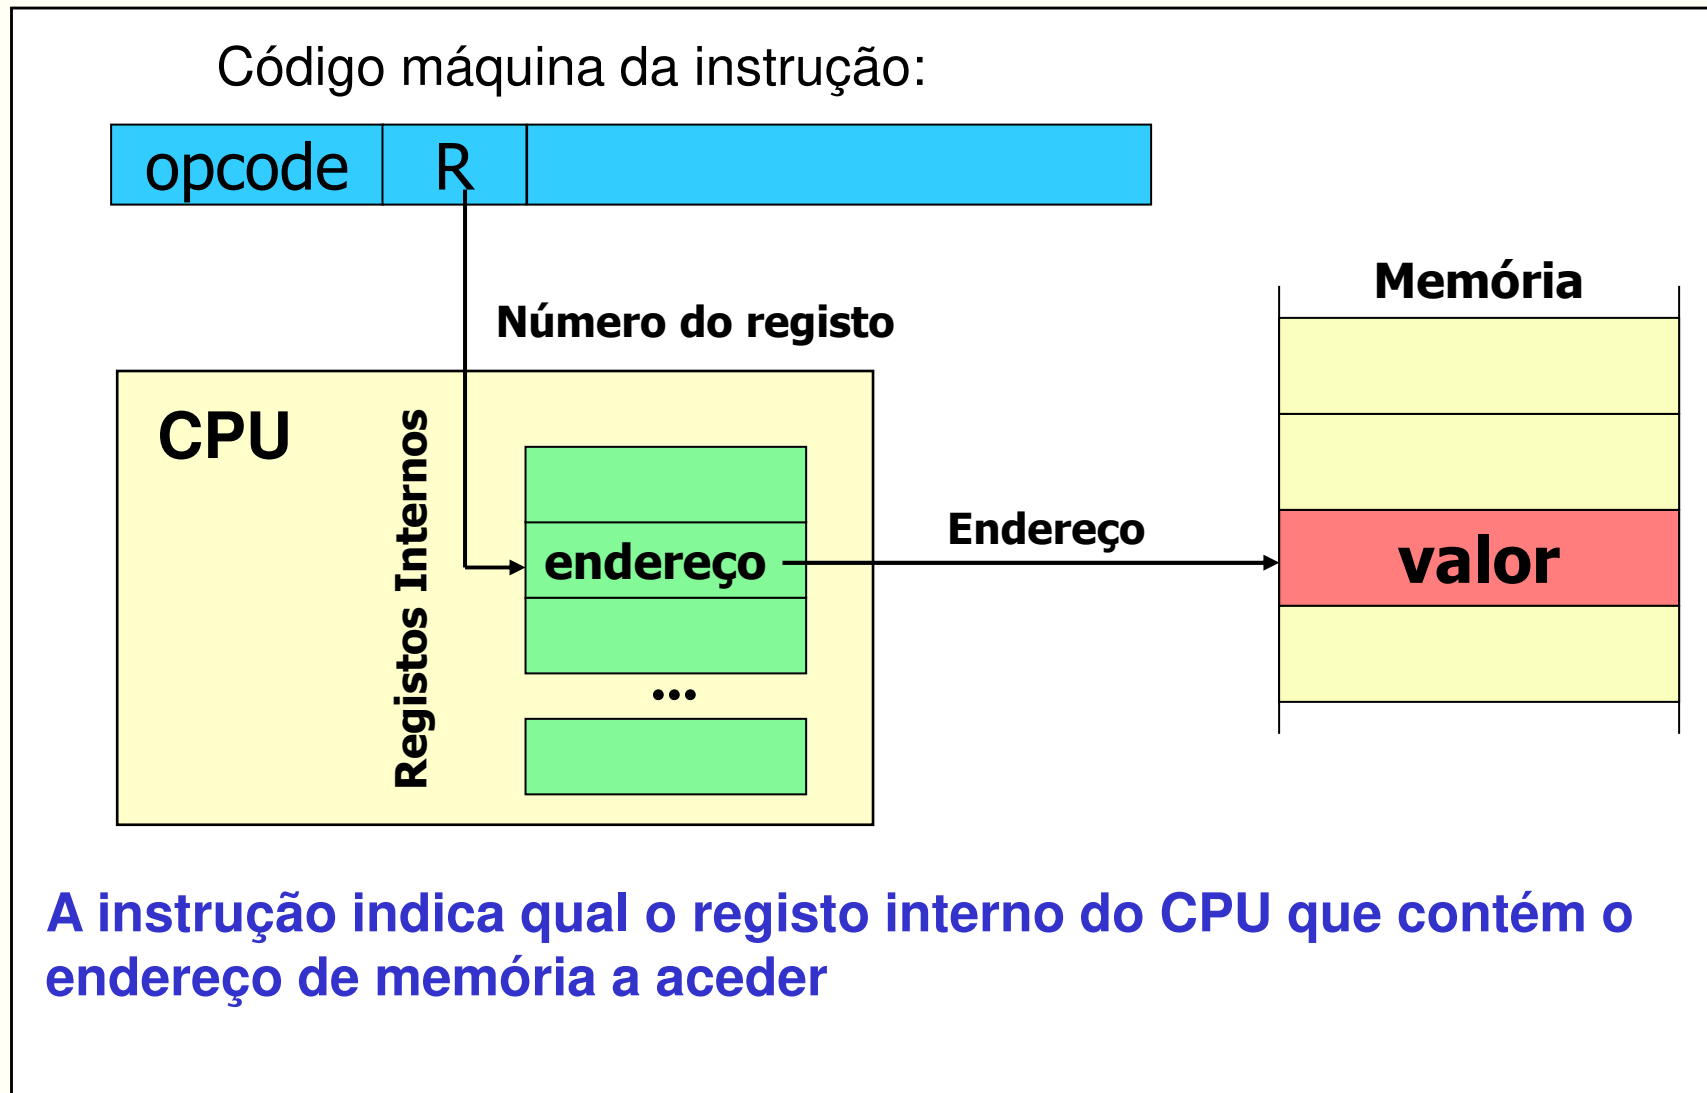 Código máquina da instrução:
opcode R
Número do registo
Memória
CPU
Registos Internos
endereço
Endereço
valor
...
A instrução indica qual o registo interno do CPU que contém o
endereço de memória a aceder